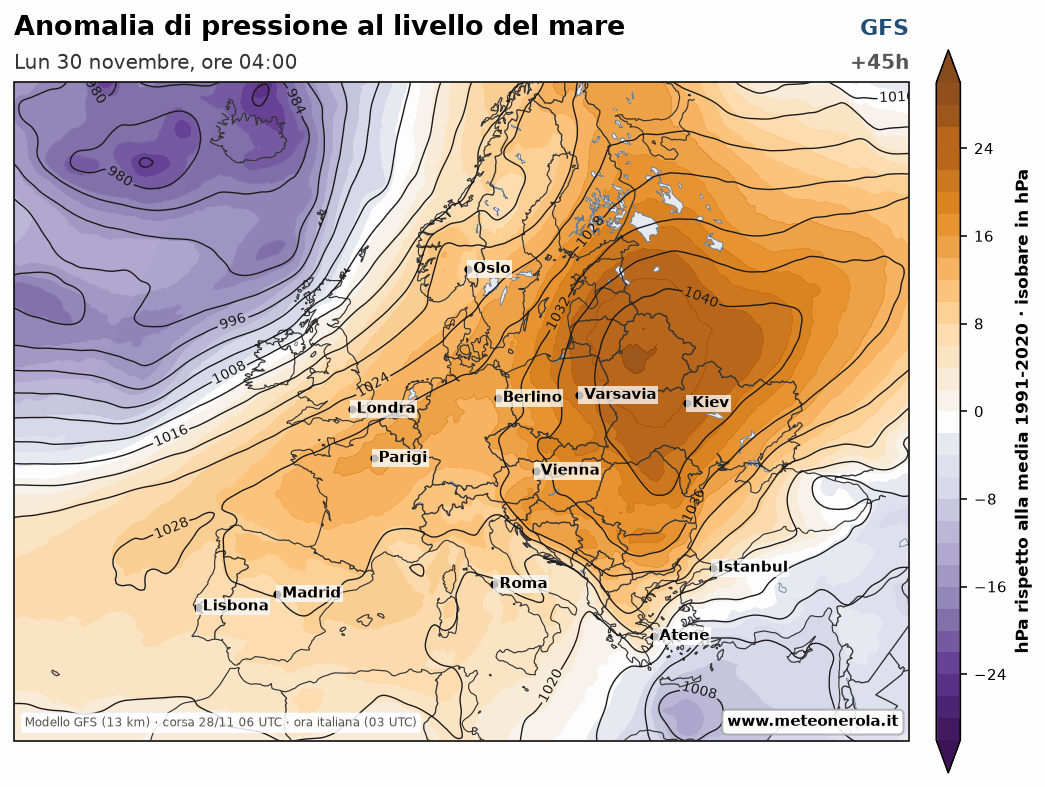 Anomalia di pressione al livello del mare
GFS
Lun 30 novembre, ore 04:00
+45h
980
984
1016
980
1028
Oslo
1040
1032
996
1008
1024
Londra
Berlino
Varsavia
Kiev
1016
Parigi
Vienna
1036
1028
Istanbul
Roma
Madrid
Lisbona
Atene
1020
1008
Modello GFS (13 km) · corsa 28/11 06 UTC · ora italiana (03 UTC)
www.meteonerola.it
24
16
8
0
−8
−16
−24
hPa rispetto alla media 1991-2020 · isobare in hPa